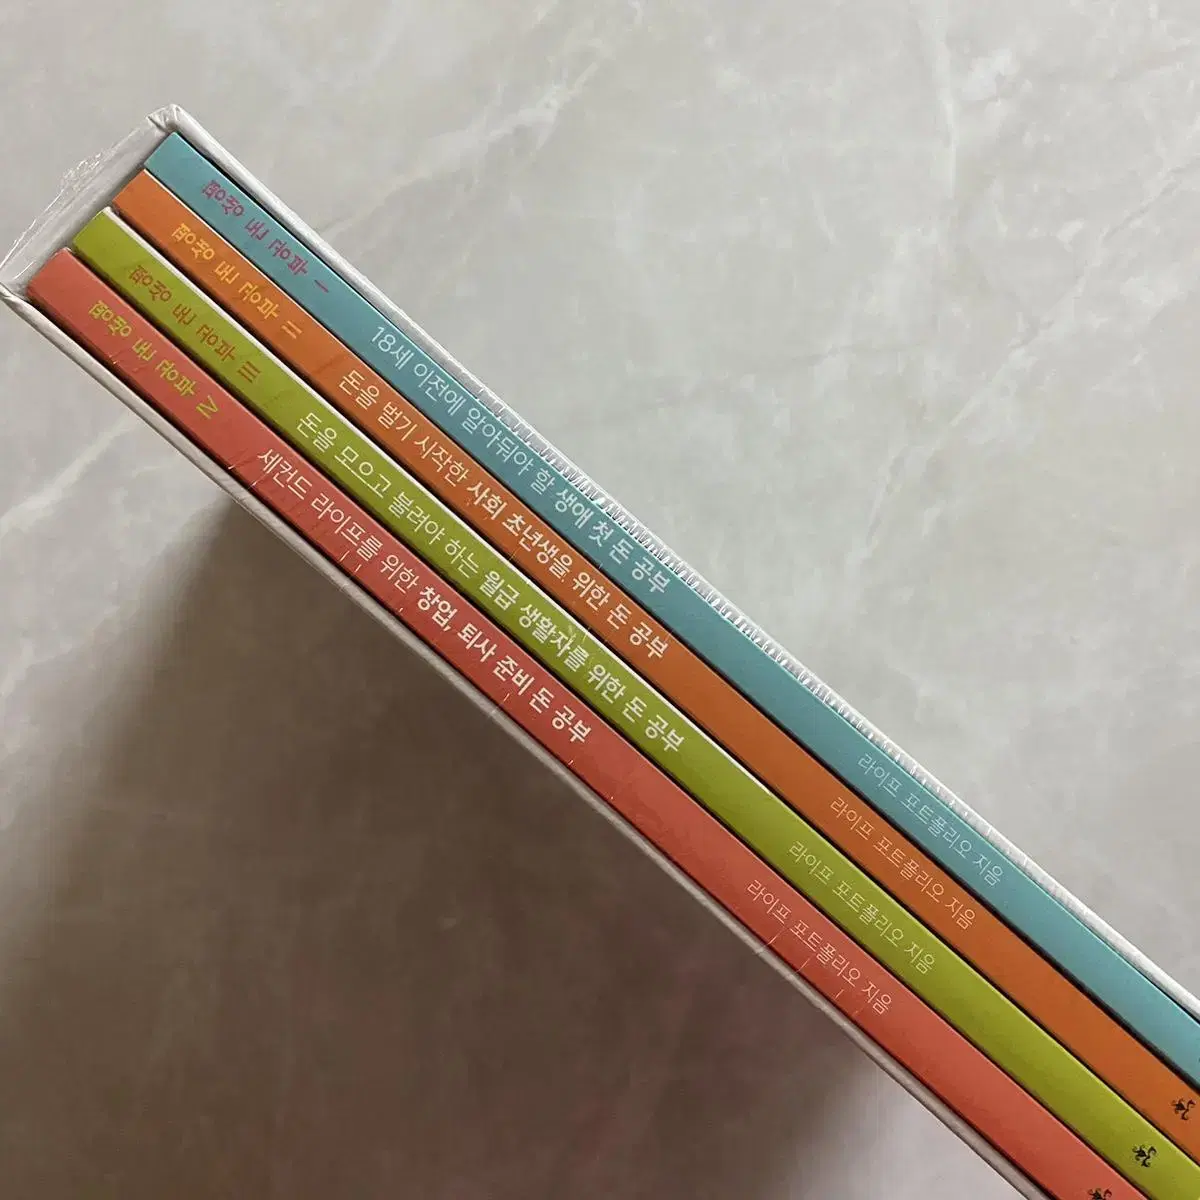 평생 돈 공부 I 18세 이전에 알아둬야 할 생애 첫 돈 공부 라이프 포트폴리오 지음
평생 돈 공부 II 돈을 벌기 시작한 사회 초년생을 위한 돈 공부 라이프 포트폴리오 지음
평생 돈 공부 III 돈을 모으고 불려야 하는 월급 생활자를 위한 돈 공부 라이프 포트폴리오 지음
평생 돈 공부 IV 세컨드 라이프를 위한 창업, 퇴사 준비 돈 공부 라이프 포트폴리오 지음